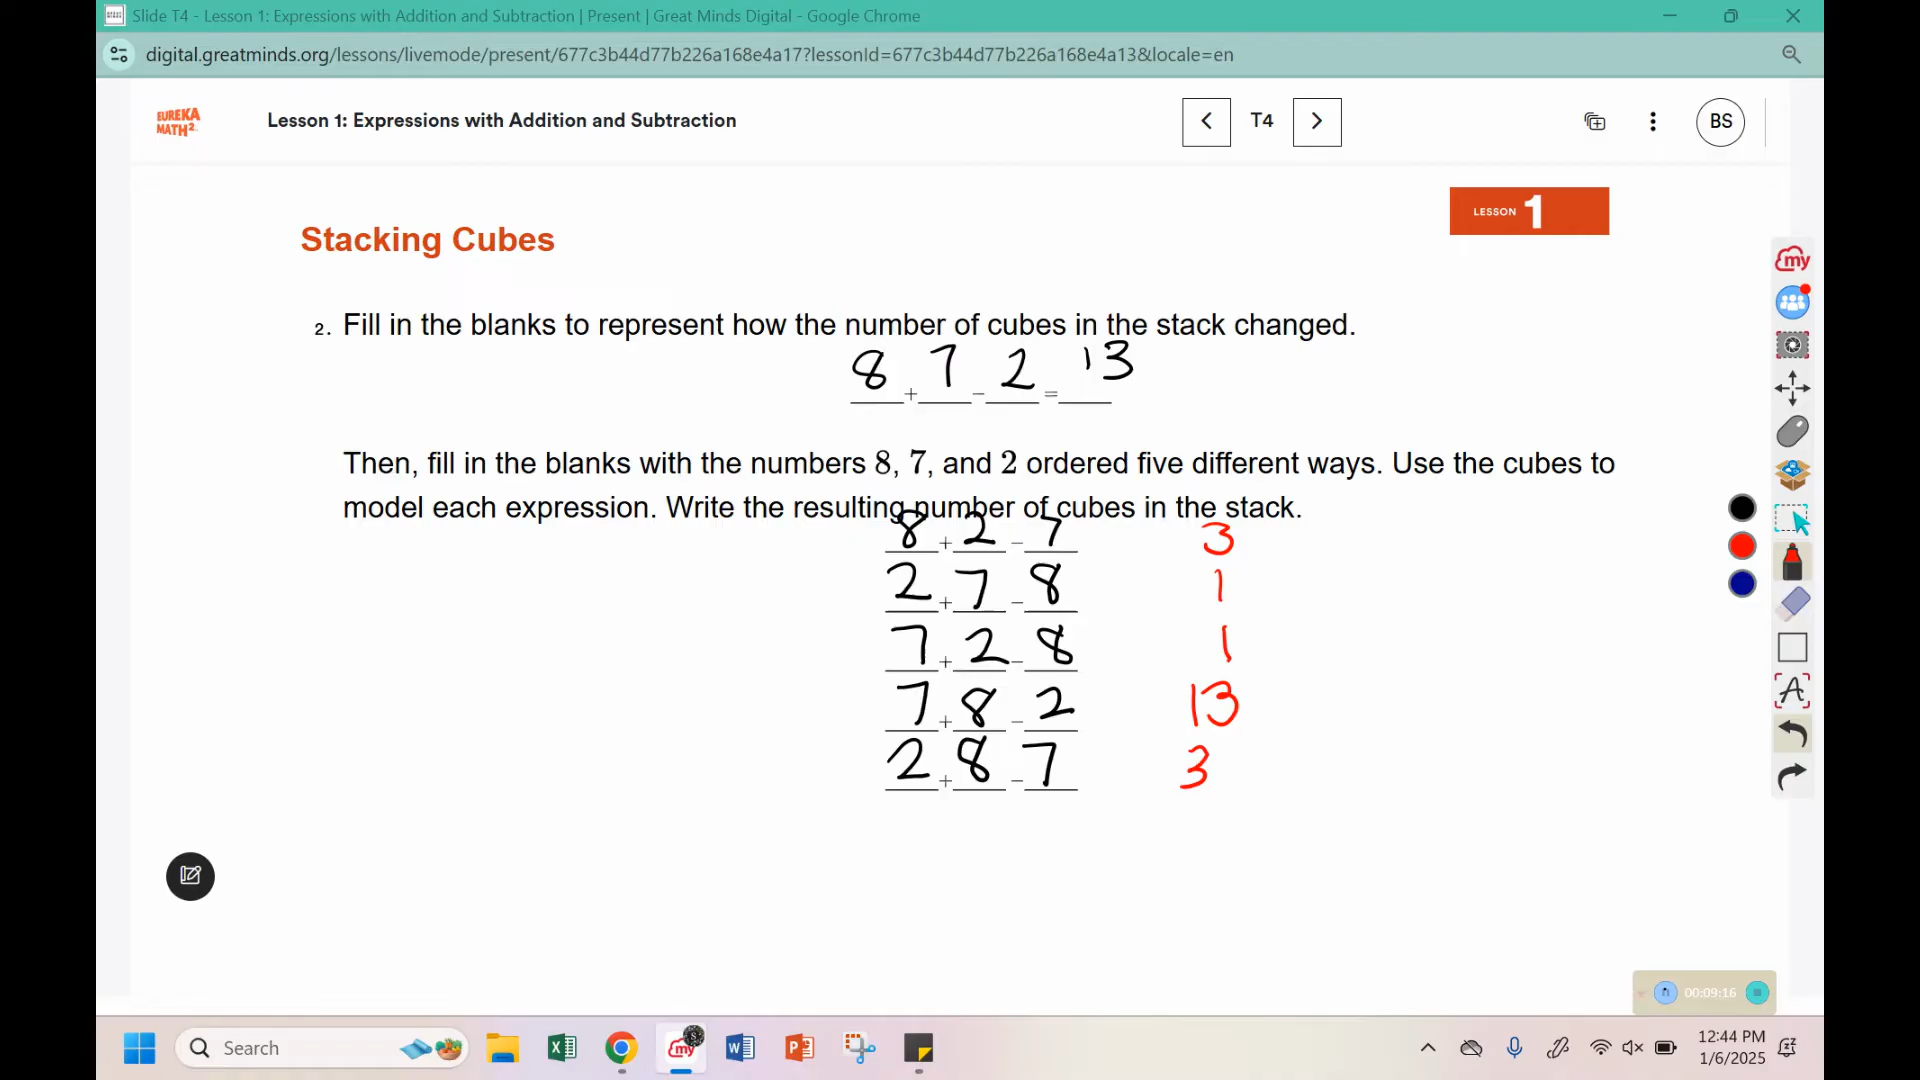 Slide T4 - Lesson 1: Expressions with Addition and Subtraction | Present | Great Minds Digital - Google Chrome
digital.greatminds.org/lessons/livemode/present/677c3b44d77b226a168e4a17?lessonId=677c3b44d77b226a168e4a13&locale=en
EUREKA MATH²
Lesson 1: Expressions with Addition and Subtraction
T4
BS
LESSON 1
Stacking Cubes
2. Fill in the blanks to represent how the number of cubes in the stack changed.
8 + 7 − 2 = 13
Then, fill in the blanks with the numbers 8, 7, and 2 ordered five different ways. Use the cubes to
model each expression. Write the resulting number of cubes in the stack.
8 + 2 − 7 3
2 + 7 − 8 1
7 + 2 − 8 1
7 + 8 − 2 13
2 + 8 − 7 3
my
A
00:09:16
Search
my
12:44 PM
1/6/2025